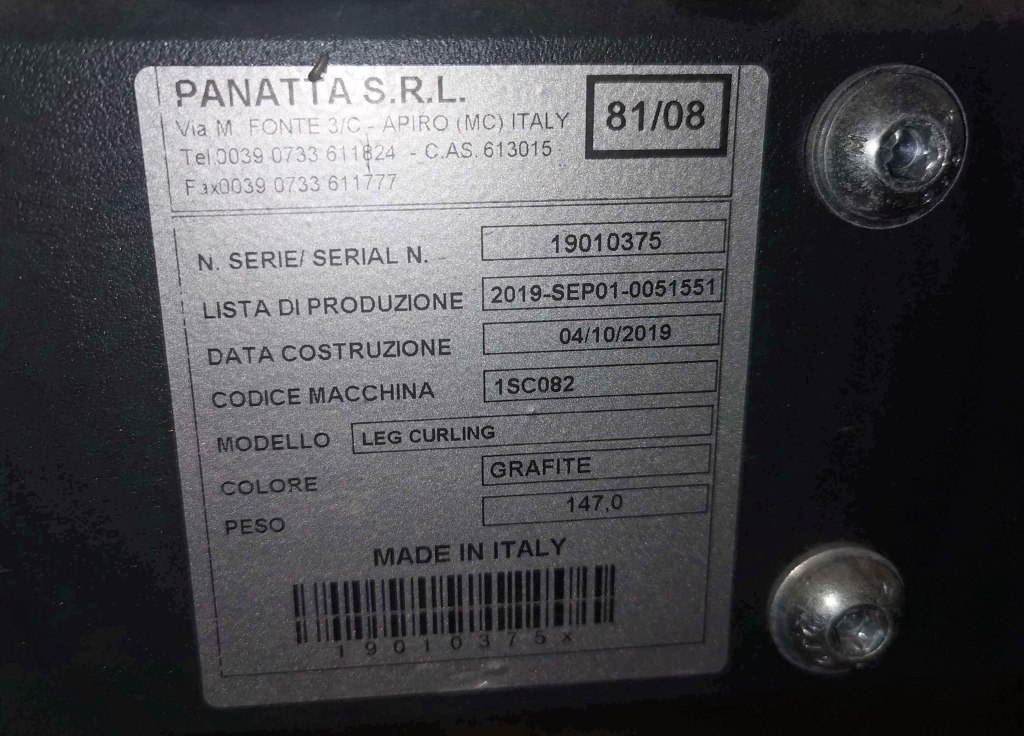 PANATTA S.R.L.
81/08
Via M. FONTE 3/C - APIRO (MC) ITALY
Tel.0039 0733 611824 - C.AS. 613015
Fax0039 0733 611777
N. SERIE/ SERIAL N. 19010375
LISTA DI PRODUZIONE 2019-SEP01-0051551
DATA COSTRUZIONE 04/10/2019
CODICE MACCHINA 1SC082
MODELLO LEG CURLING
COLORE GRAFITE
PESO 147,0
MADE IN ITALY
19010375x